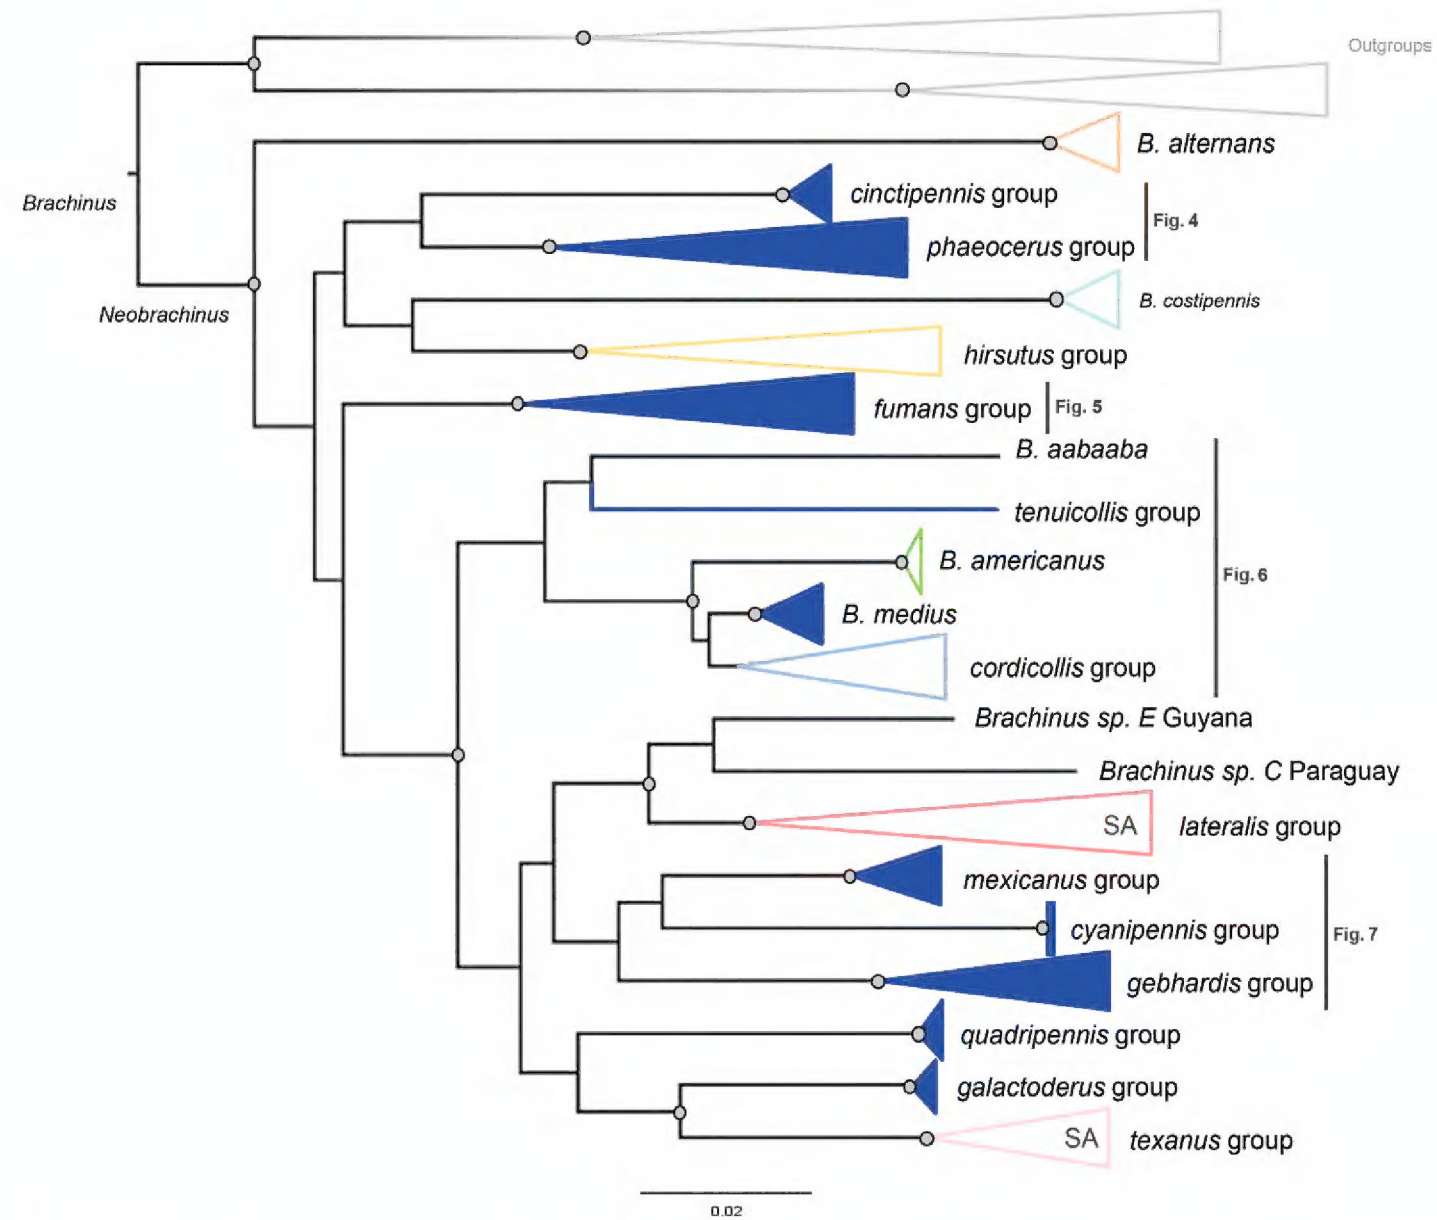 Outgroups
B. alternans
Brachinus
cinctipennis group
Fig. 4
phaeocerus group
Neobrachinus
B. costipennis
hirsutus group
fumans group
Fig. 5
B. aabaaba
tenuicollis group
B. americanus
Fig. 6
B. medius
cordicollis group
Brachinus sp. E Guyana
Brachinus sp. C Paraguay
SA
lateralis group
mexicanus group
cyanipennis group
Fig. 7
gebhardis group
quadripennis group
galactoderus group
SA
texanus group
0.02